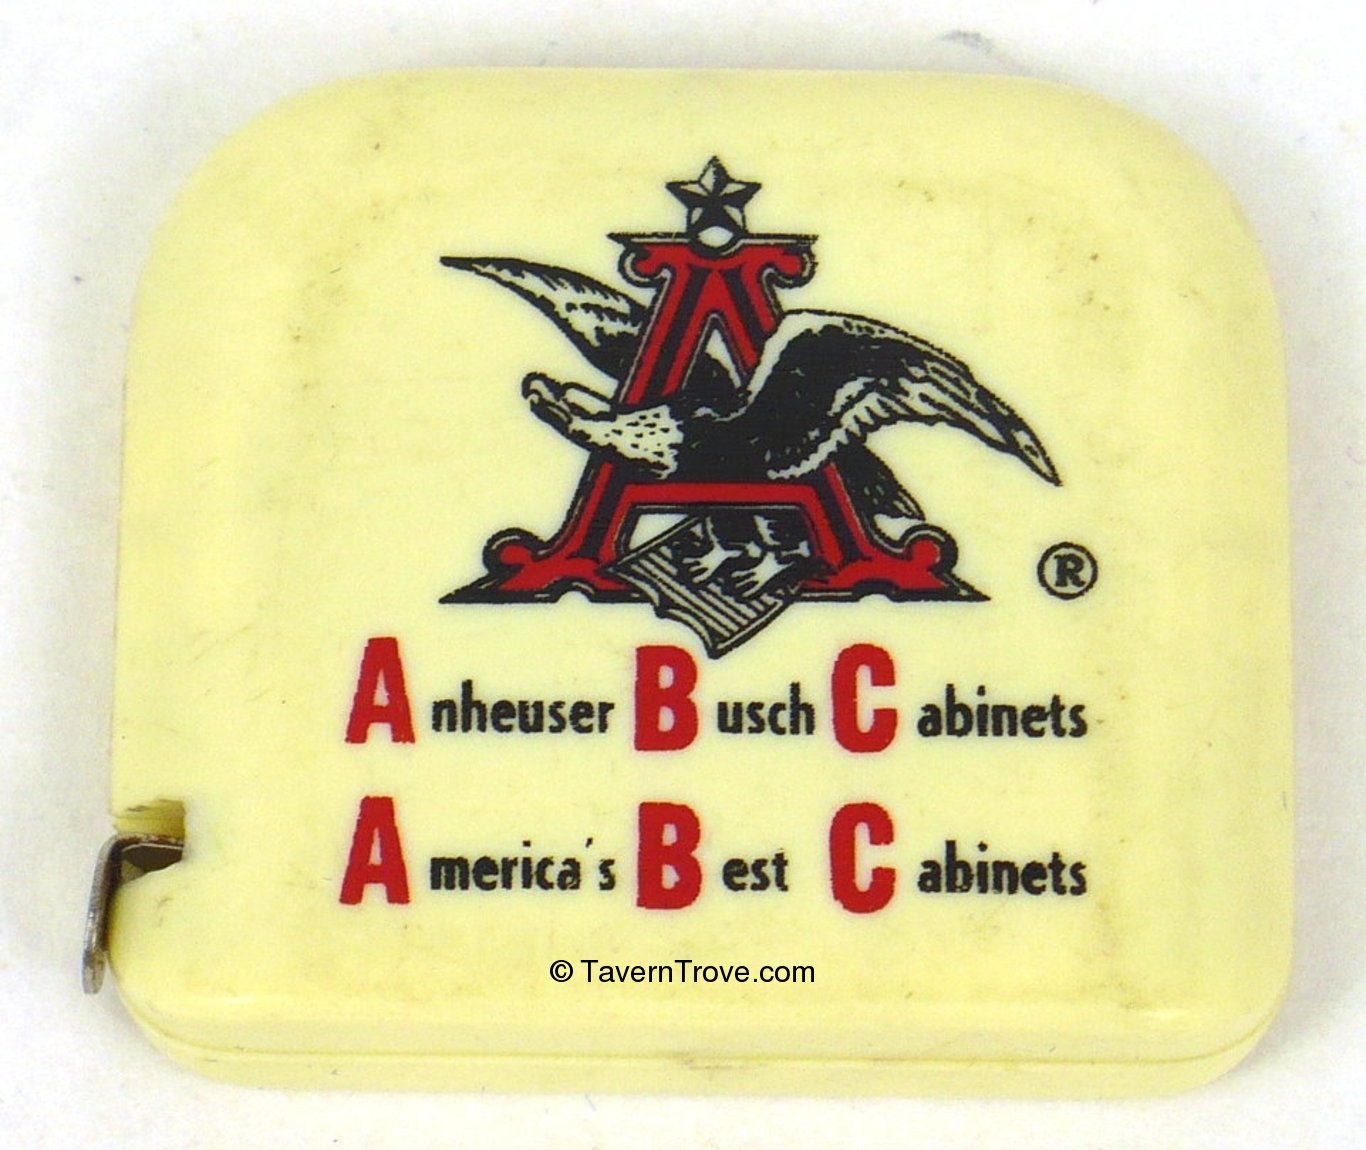 A
®
Anheuser Busch Cabinets
America's Best Cabinets
© TavernTrove.com